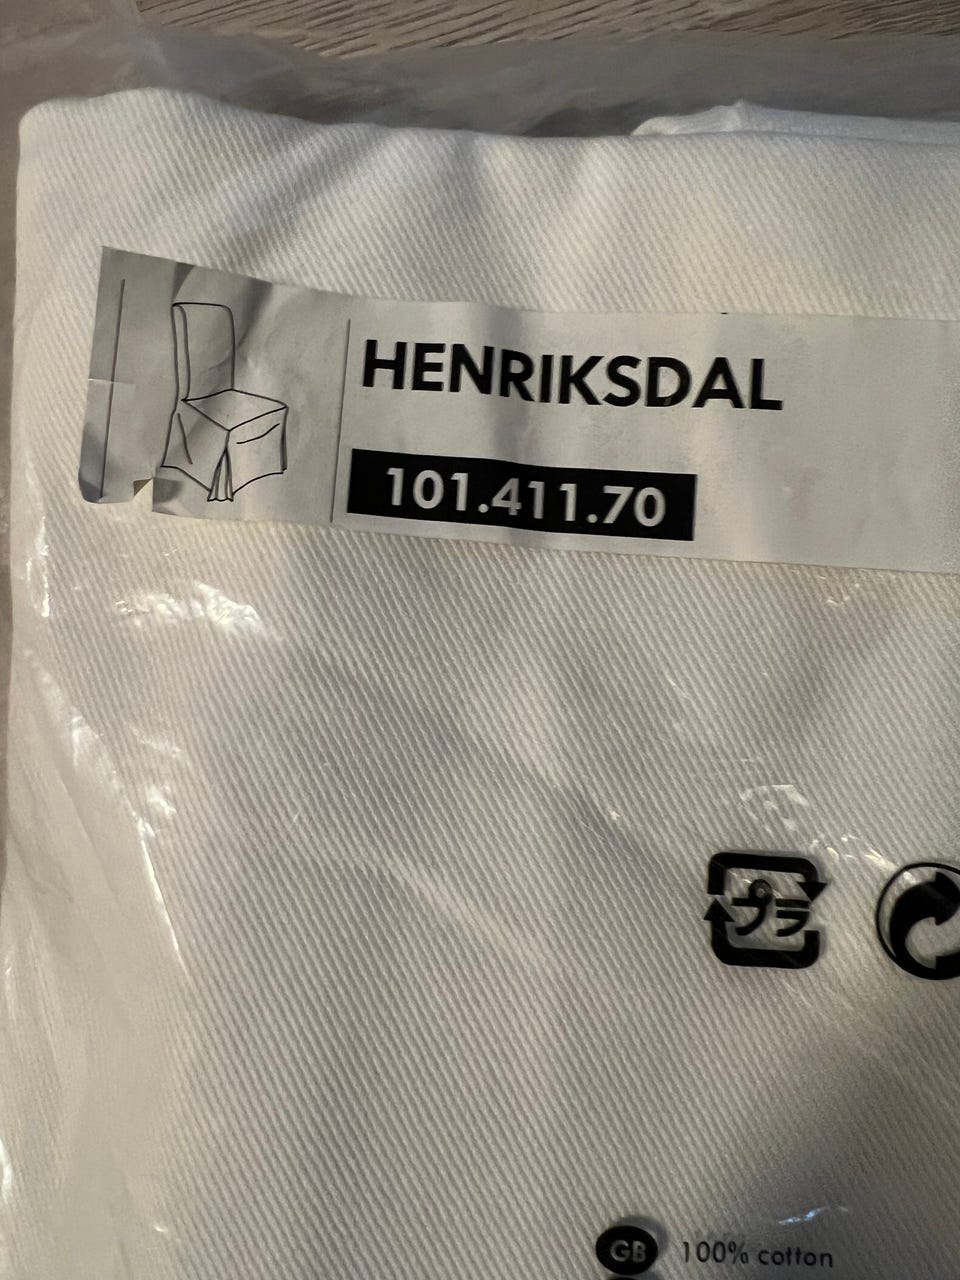 HENRIKSDAL
101.411.70
プラ
GB 100% cotton